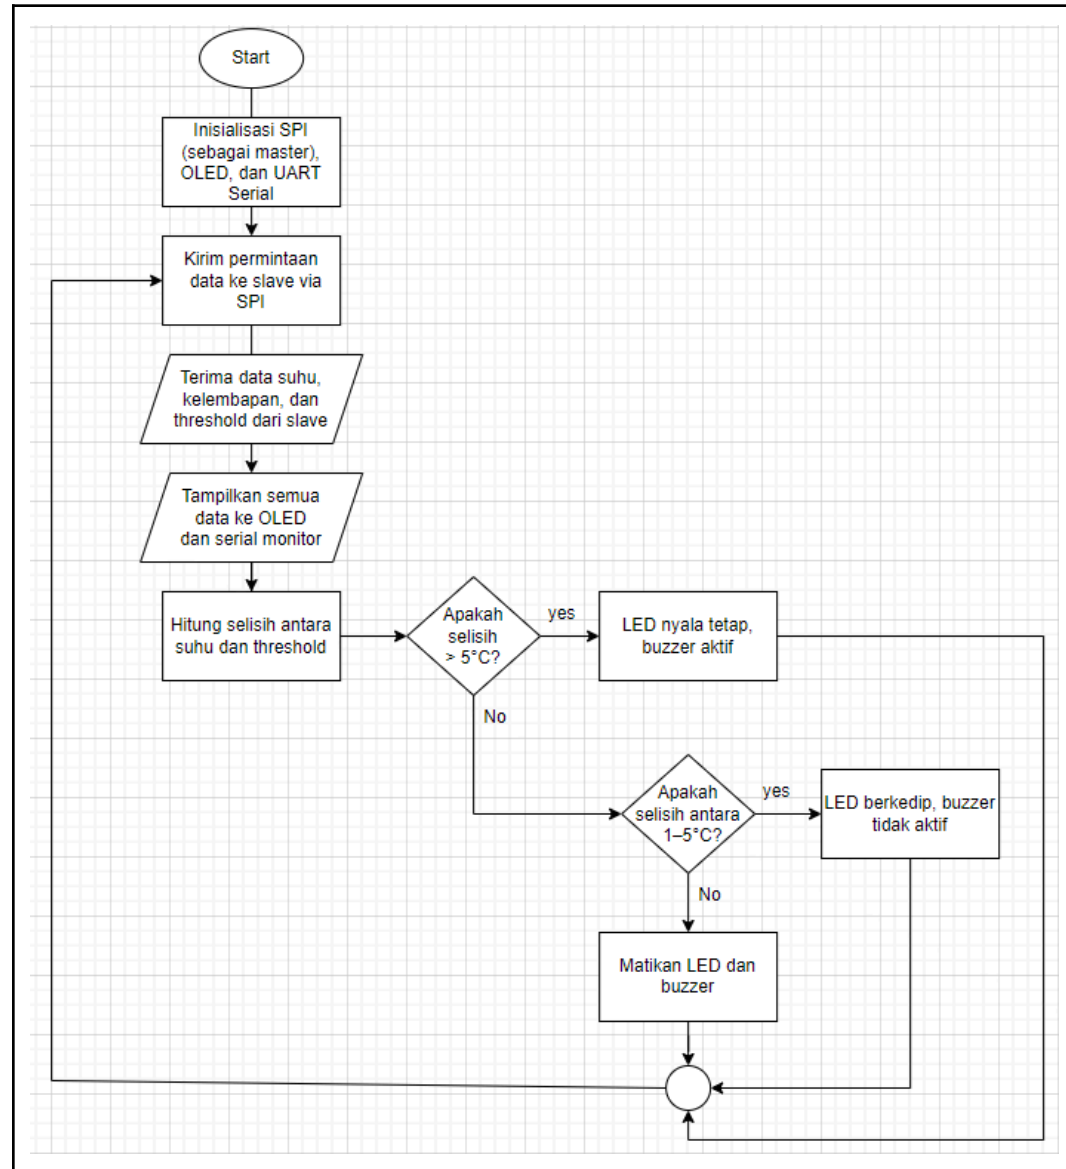 Start
Inisialisasi SPI
(sebagai master),
OLED, dan UART
Serial
Kirim permintaan
data ke slave via
SPI
Terima data suhu,
kelembapan, dan
threshold dari slave
Tampilkan semua
data ke OLED
dan serial monitor
Hitung selisih antara
suhu dan threshold
Apakah
selisih
> 5°C?
yes
LED nyala tetap,
buzzer aktif
No
Apakah
selisih antara
1–5°C?
yes
LED berkedip, buzzer
tidak aktif
No
Matikan LED dan
buzzer